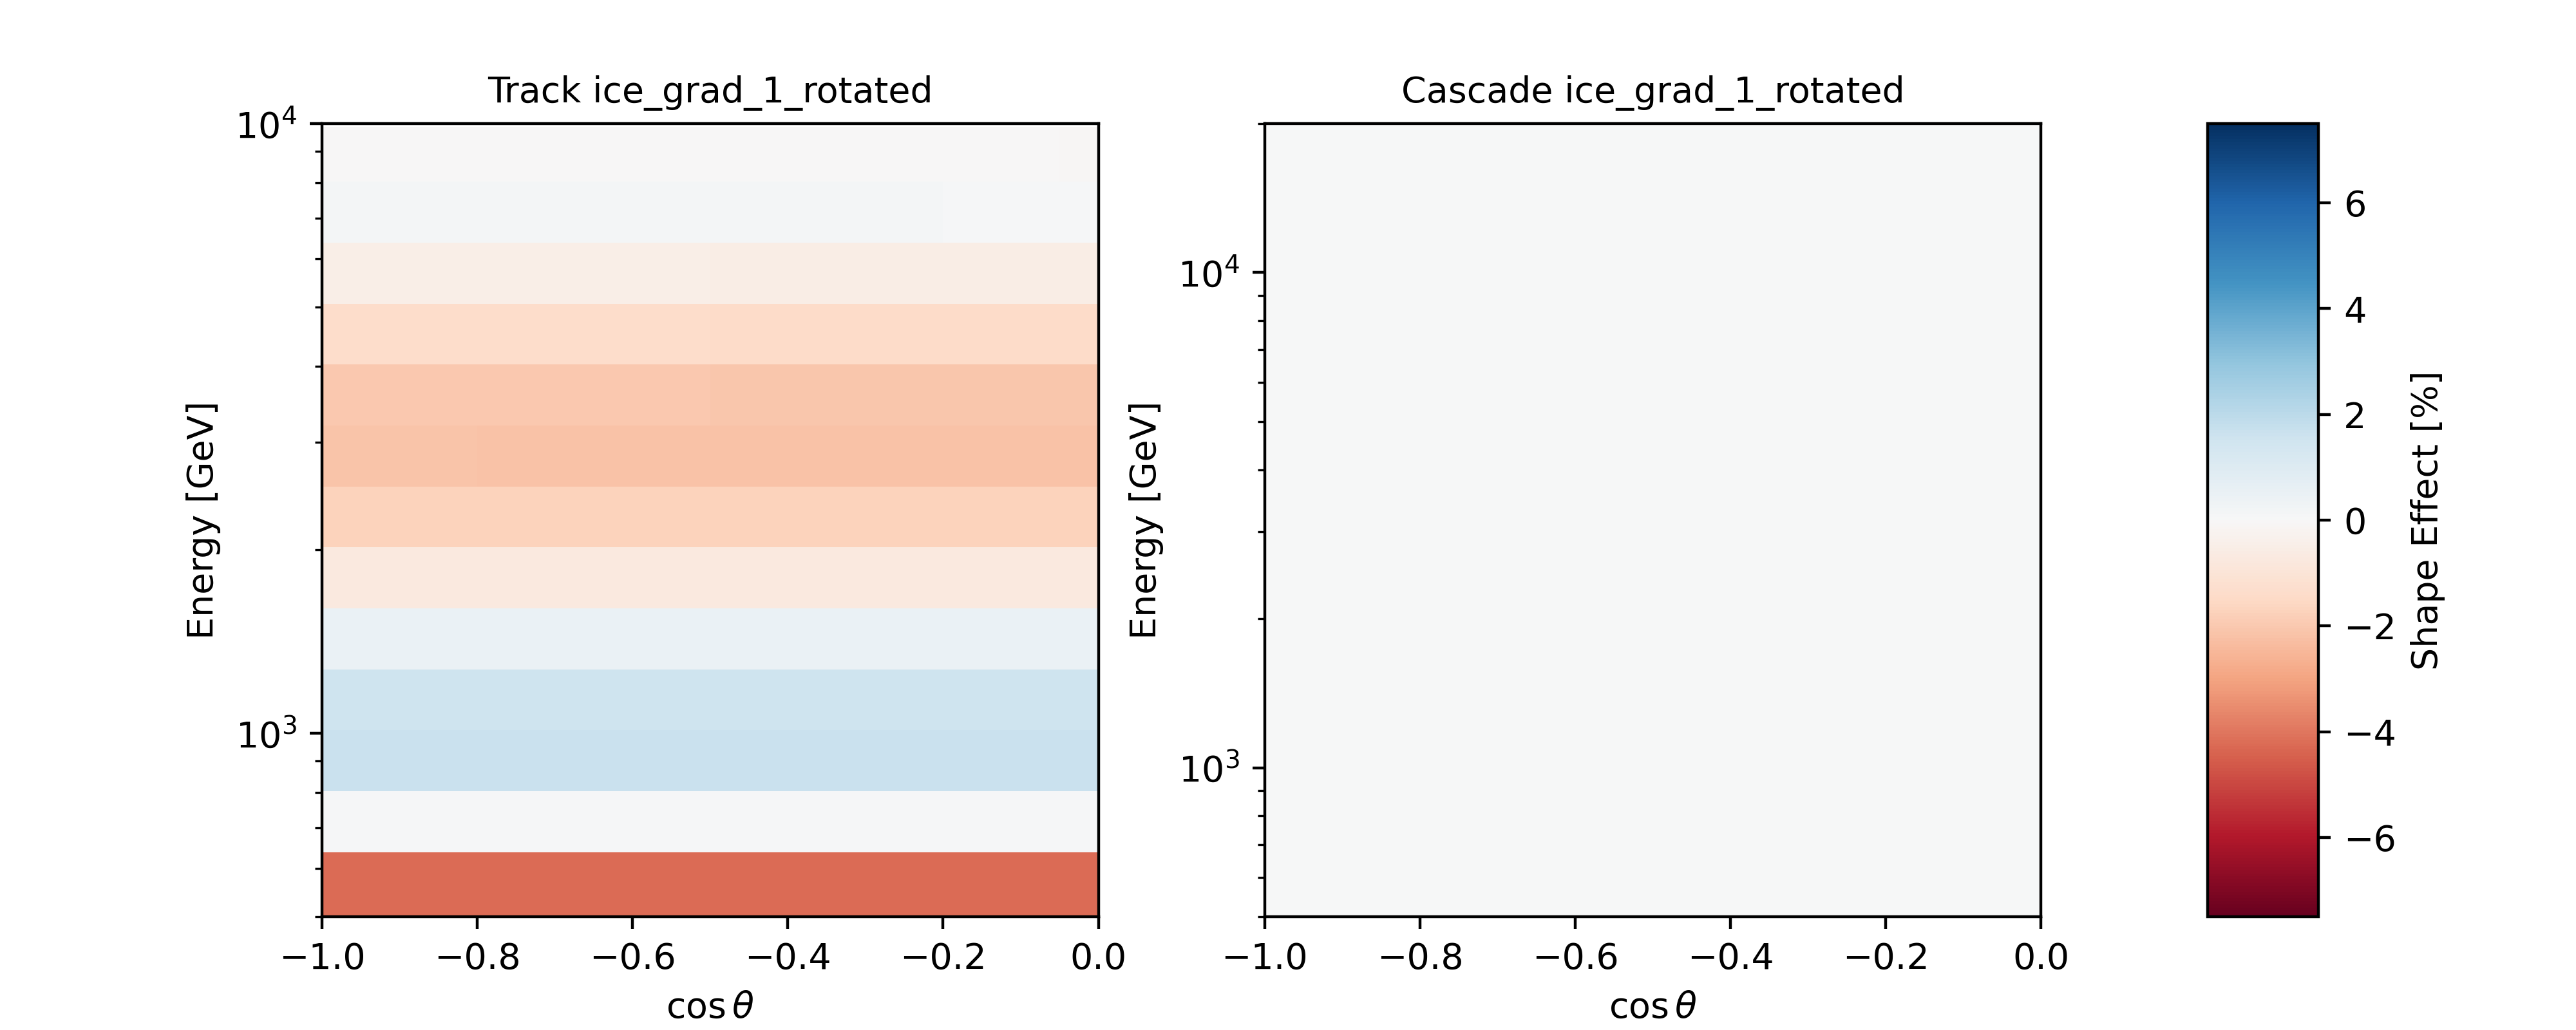 Track ice_grad_1_rotated
10^4
10^3
Energy [GeV]
−1.0 −0.8 −0.6 −0.4 −0.2 0.0
cos θ
Cascade ice_grad_1_rotated
10^4
10^3
Energy [GeV]
−1.0 −0.8 −0.6 −0.4 −0.2 0.0
cos θ
6
4
2
0
−2
−4
−6
Shape Effect [%]